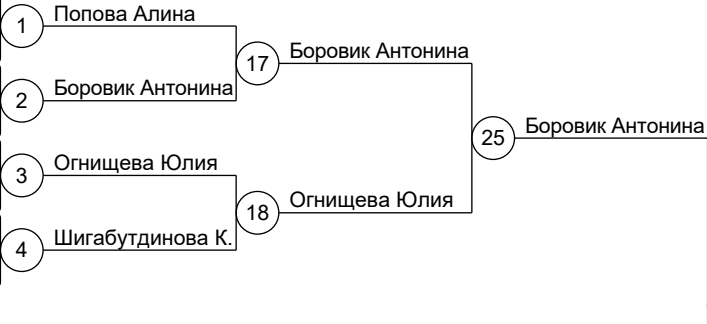 1
Попова Алина
17
Боровик Антонина
2
Боровик Антонина
25
Боровик Антонина
3
Огнищева Юлия
18
Огнищева Юлия
4
Шигабутдинова К.